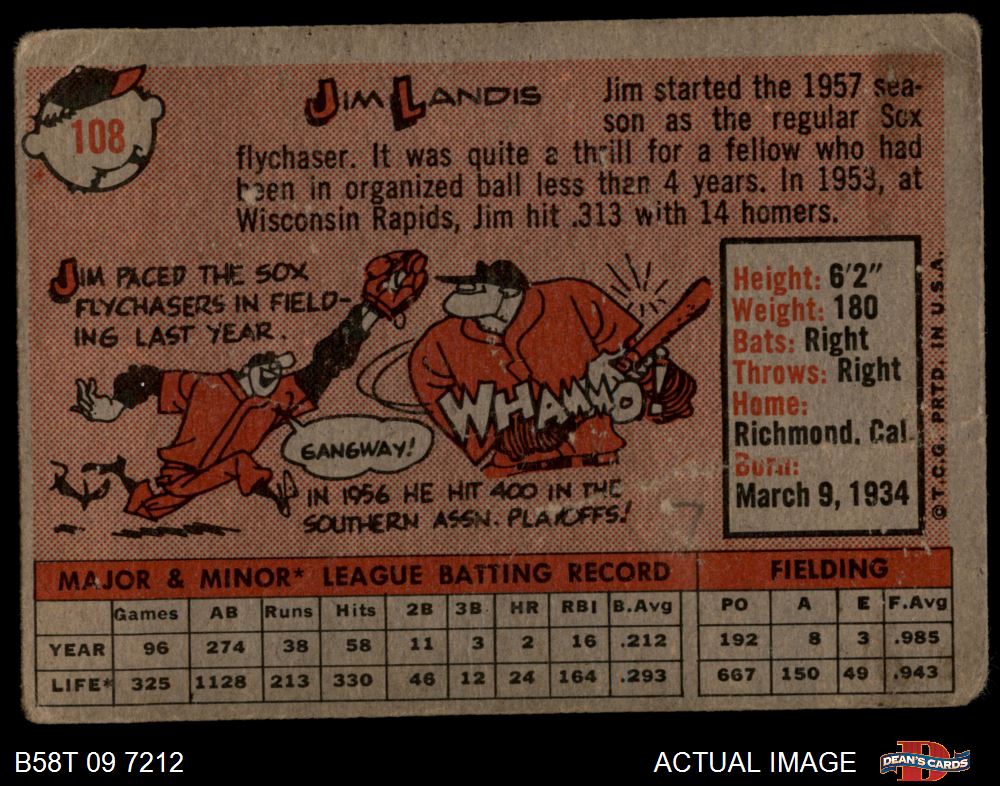 108
JIM LANDIS
Jim started the 1957 sea-
son as the regular Sox
flychaser. It was quite a thrill for a fellow who had
been in organized ball less than 4 years. In 1953, at
Wisconsin Rapids, Jim hit .313 with 14 homers.
JIM PACED THE SOX
FLYCHASERS IN FIELD-
ING LAST YEAR.
GANGWAY!
WHAMMO!
IN 1956 HE HIT 400 IN THE
SOUTHERN ASSN. PLAYOFFS!
Height: 6'2"
Weight: 180
Bats: Right
Throws: Right
Home:
Richmond, Cal.
Born:
March 9, 1934
© T.C.G. PRTD. IN U.S.A.
MAJOR & MINOR* LEAGUE BATTING RECORD FIELDING
Games AB Runs Hits 2B 3B HR RBI B.Avg PO A E F.Avg
YEAR 96 274 38 58 11 3 2 16 .212 192 8 3 .985
LIFE* 325 1128 213 330 46 12 24 164 .293 667 150 49 .943
B58T 09 7212
ACTUAL IMAGE
D
DEAN'S CARDS